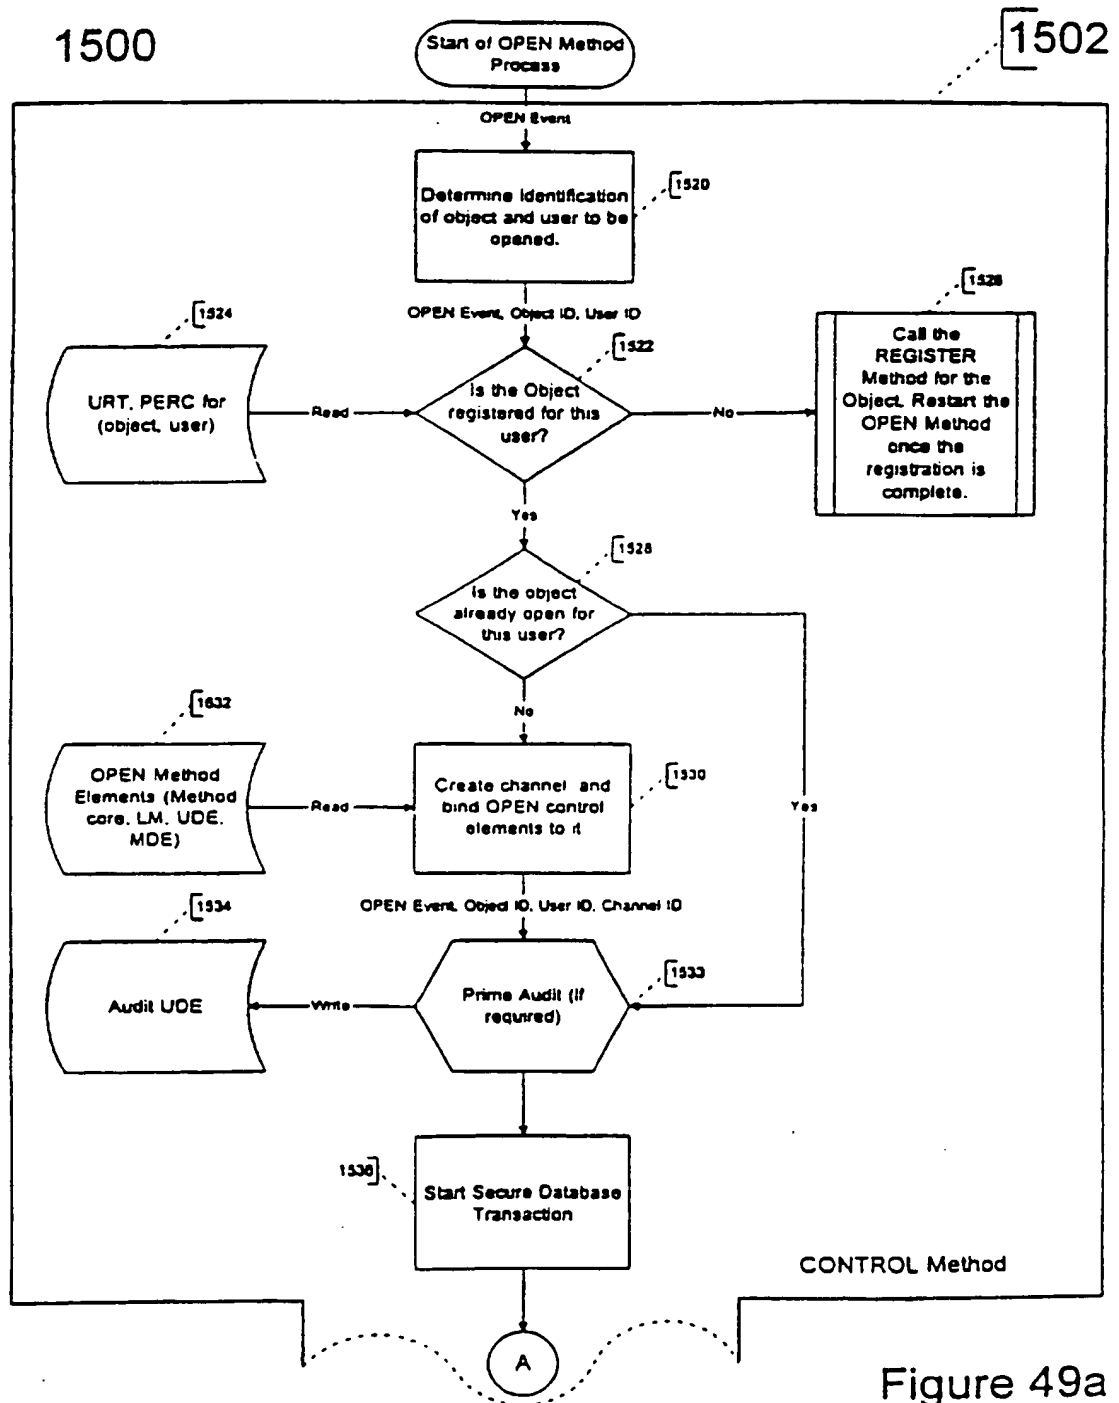 1500
1502
Start of OPEN Method
Process
OPEN Event
1520
Determine Identification
of object and user to be
opened.
OPEN Event, Object ID, User ID
1524
1522
1526
URT, PERC for
(object, user)
Read
Is the Object
registered for this
user?
No
Call the
REGISTER
Method for the
Object. Restart the
OPEN Method
once the
registration is
complete.
Yes
1528
Is the object
already open for
this user?
No
Yes
1632
OPEN Method
Elements (Method
core, LM, UDE,
MDE)
Read
1530
Create channel and
bind OPEN control
elements to it
OPEN Event, Object ID, User ID, Channel ID
1534
1533
Audit UDE
Write
Prime Audit (if
required)
1536
Start Secure Database
Transaction
CONTROL Method
A
Figure 49a